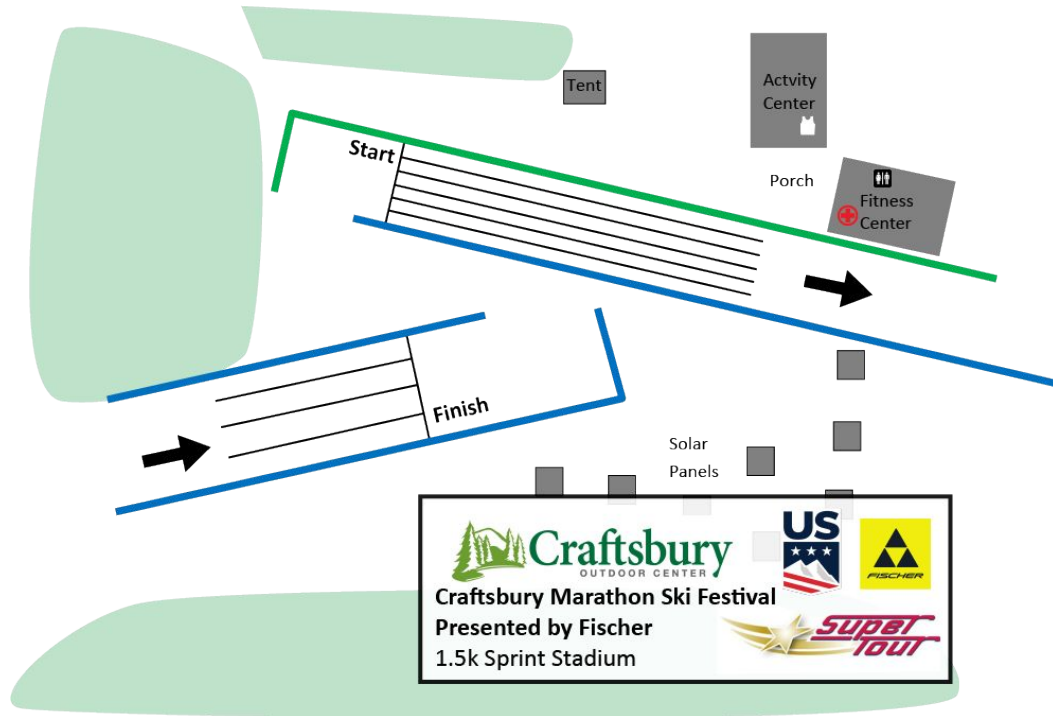 Tent
Actvity
Center
Start
Porch
Fitness
Center
Finish
Solar
Panels
Craftsbury
OUTDOOR CENTER
US
FISCHER
Craftsbury Marathon Ski Festival
Presented by Fischer
1.5k Sprint Stadium
SUPER
TOUR